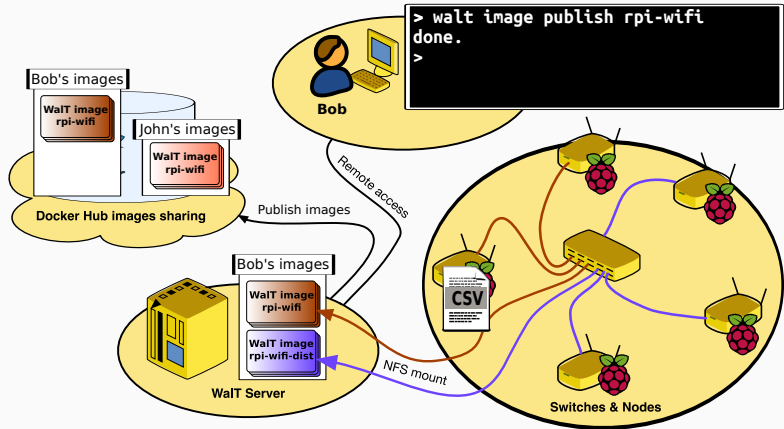 > walt image publish rpi-wifi
done.
>
Bob
Bob's images
WalT image
rpi-wifi
John's images
WalT image
rpi-wifi
Docker Hub images sharing
Remote access
Publish images
Bob's images
WalT image
rpi-wifi
WalT image
rpi-wifi-dist
WalT Server
NFS mount
CSV
Switches & Nodes